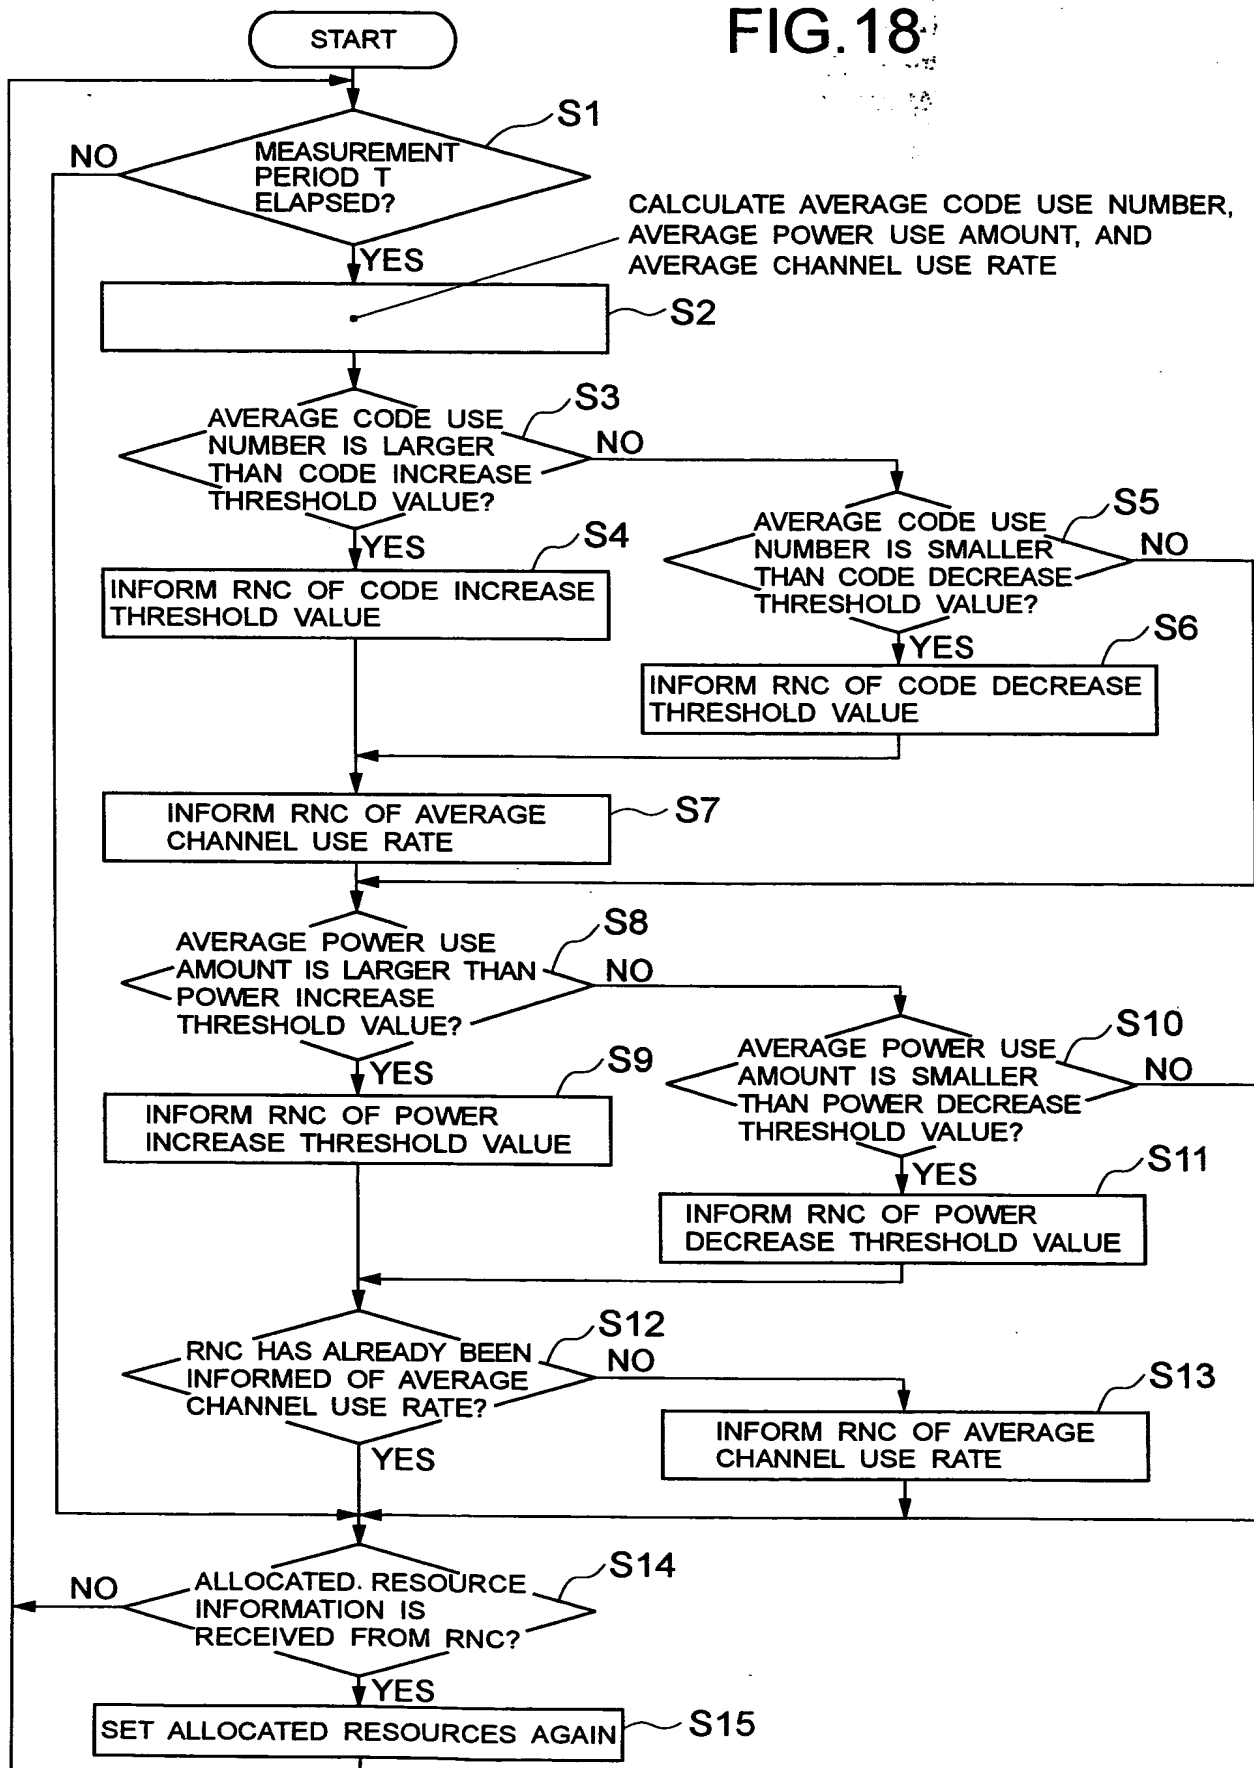 FIG.18
START
S1
NO
MEASUREMENT
PERIOD T
ELAPSED?
CALCULATE AVERAGE CODE USE NUMBER,
AVERAGE POWER USE AMOUNT, AND
AVERAGE CHANNEL USE RATE
YES
S2
S3
AVERAGE CODE USE
NUMBER IS LARGER
THAN CODE INCREASE
THRESHOLD VALUE?
NO
YES
S4
INFORM RNC OF CODE INCREASE
THRESHOLD VALUE
S5
AVERAGE CODE USE
NUMBER IS SMALLER
THAN CODE DECREASE
THRESHOLD VALUE?
NO
YES
S6
INFORM RNC OF CODE DECREASE
THRESHOLD VALUE
INFORM RNC OF AVERAGE
CHANNEL USE RATE
S7
S8
AVERAGE POWER USE
AMOUNT IS LARGER THAN
POWER INCREASE
THRESHOLD VALUE?
NO
YES
S9
INFORM RNC OF POWER
INCREASE THRESHOLD VALUE
S10
AVERAGE POWER USE
AMOUNT IS SMALLER
THAN POWER DECREASE
THRESHOLD VALUE?
NO
YES
S11
INFORM RNC OF POWER
DECREASE THRESHOLD VALUE
S12
RNC HAS ALREADY BEEN
INFORMED OF AVERAGE
CHANNEL USE RATE?
NO
YES
S13
INFORM RNC OF AVERAGE
CHANNEL USE RATE
S14
NO
ALLOCATED. RESOURCE
INFORMATION IS
RECEIVED FROM RNC?
YES
SET ALLOCATED RESOURCES AGAIN
S15